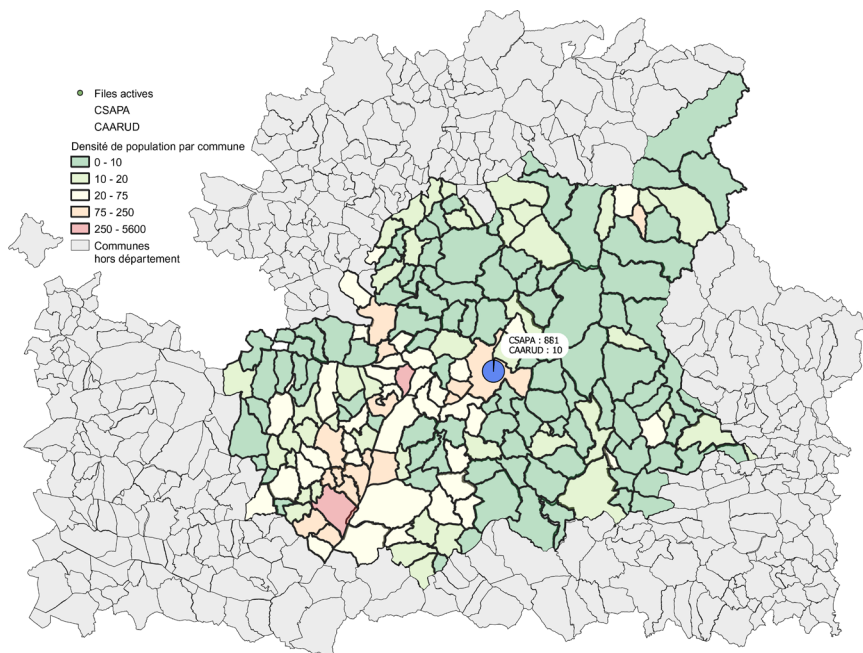 Files actives
CSAPA
CAARUD
Densité de population par commune
0 - 10
10 - 20
20 - 75
75 - 250
250 - 5600
Communes
hors département
CSAPA : 881
CAARUD : 10